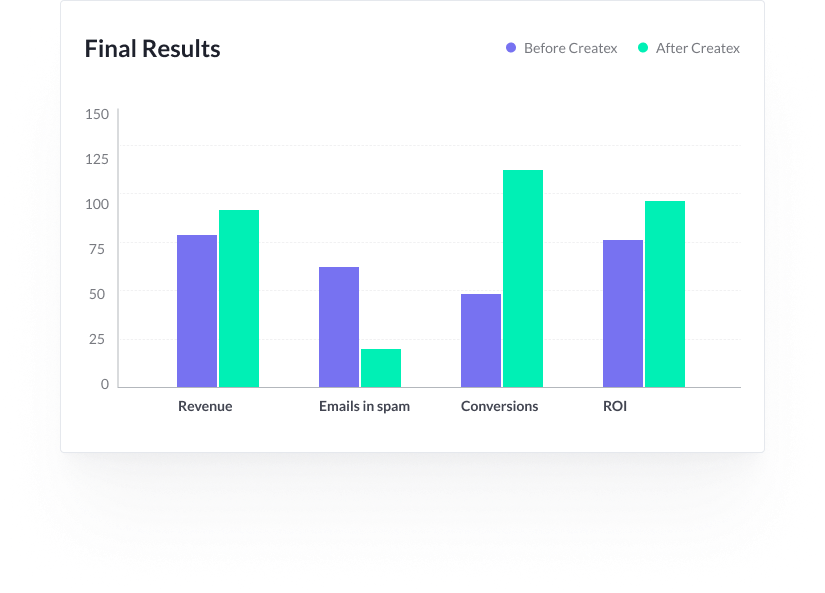 Final Results
Before Createx
After Createx
150
125
100
75
50
25
0
Revenue
Emails in spam
Conversions
ROI